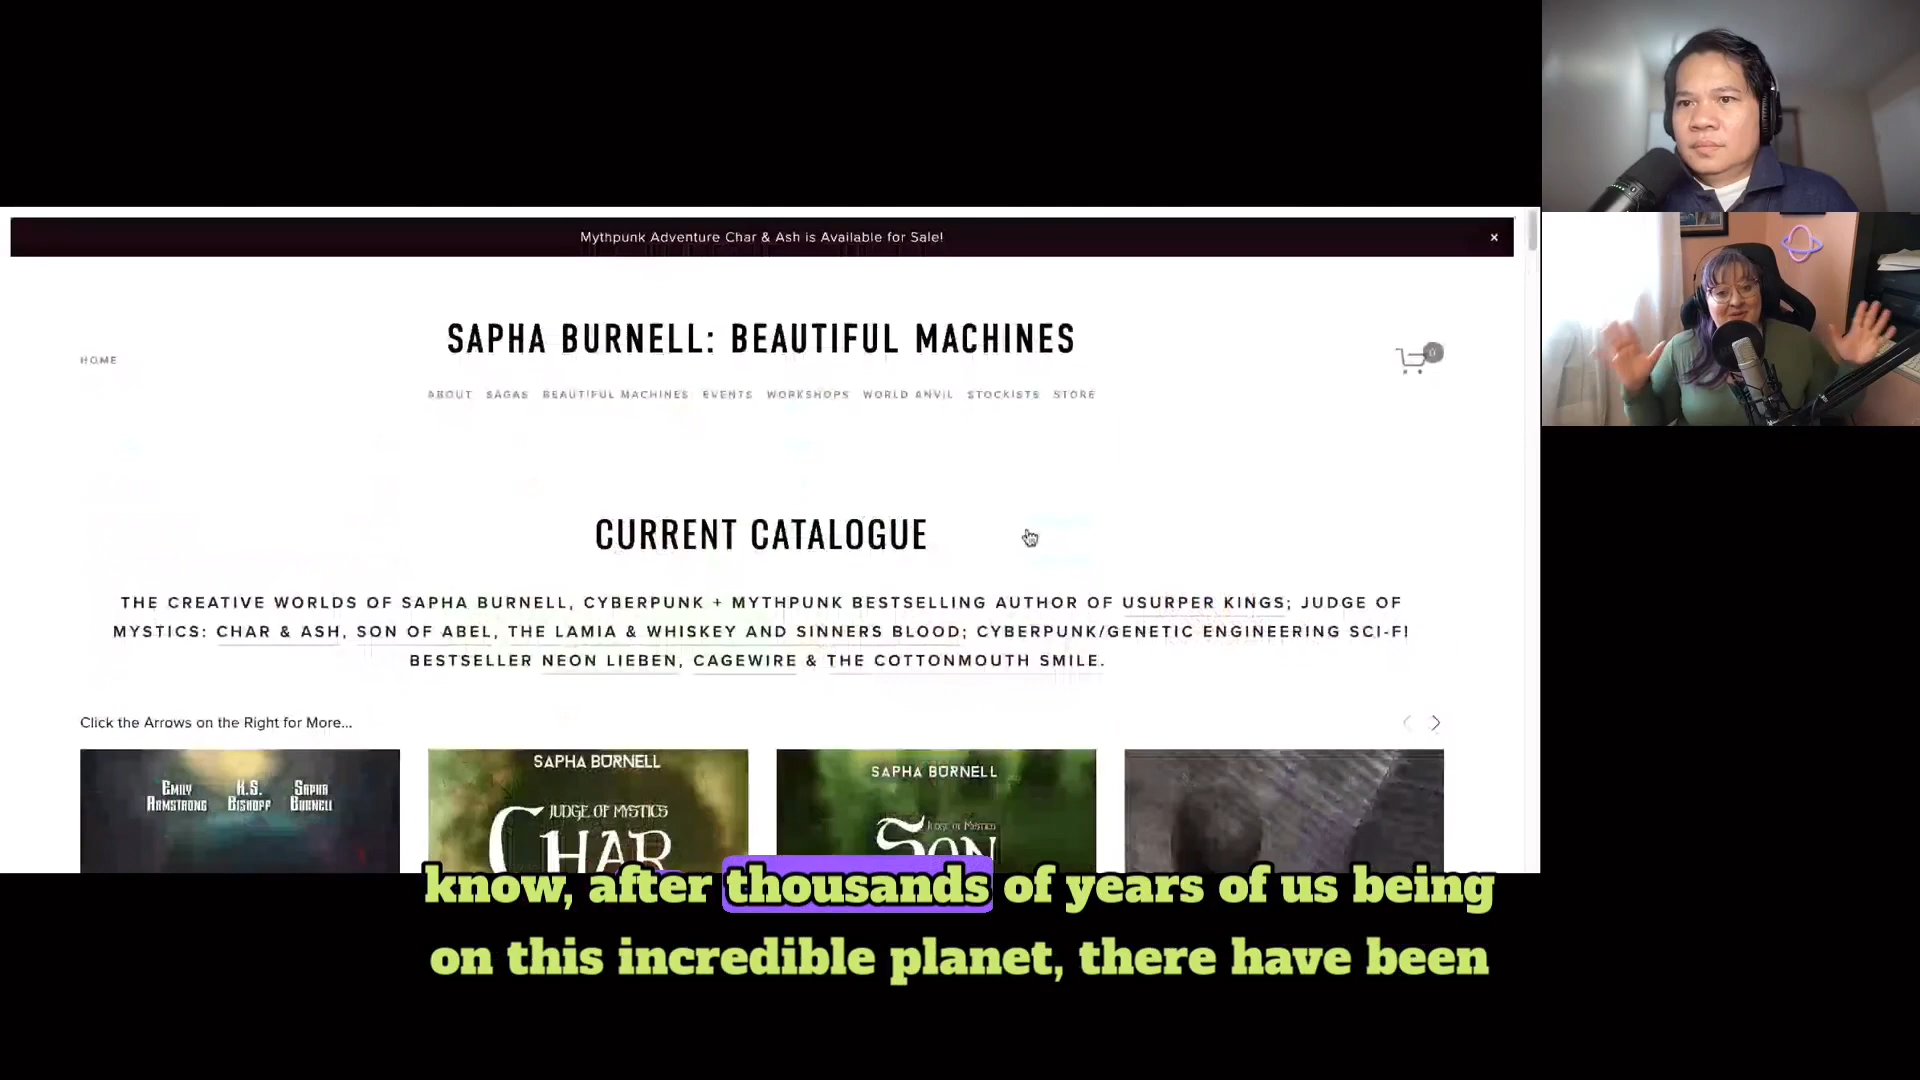 Mythpunk Adventure Char & Ash is Available for Sale!
×
SAPHA BURNELL: BEAUTIFUL MACHINES
HOME
0
ABOUT SAGAS BEAUTIFUL MACHINES EVENTS WORKSHOPS WORLD ANVIL STOCKISTS STORE
CURRENT CATALOGUE
THE CREATIVE WORLDS OF SAPHA BURNELL, CYBERPUNK + MYTHPUNK BESTSELLING AUTHOR OF USURPER KINGS; JUDGE OF
MYSTICS: CHAR & ASH, SON OF ABEL, THE LAMIA & WHISKEY AND SINNERS BLOOD; CYBERPUNK/GENETIC ENGINEERING SCI-FI
BESTSELLER NEON LIEBEN, CAGEWIRE & THE COTTONMOUTH SMILE.
Click the Arrows on the Right for More...
EMILY ARMSTRONG
K.S. BISHOPP
SAPHA BURNELL
SAPHA BURNELL
JUDGE OF MYSTICS
CHAR
SAPHA BURNELL
JUDGE OF MYSTICS
SON
know, after thousands of years of us being
on this incredible planet, there have been